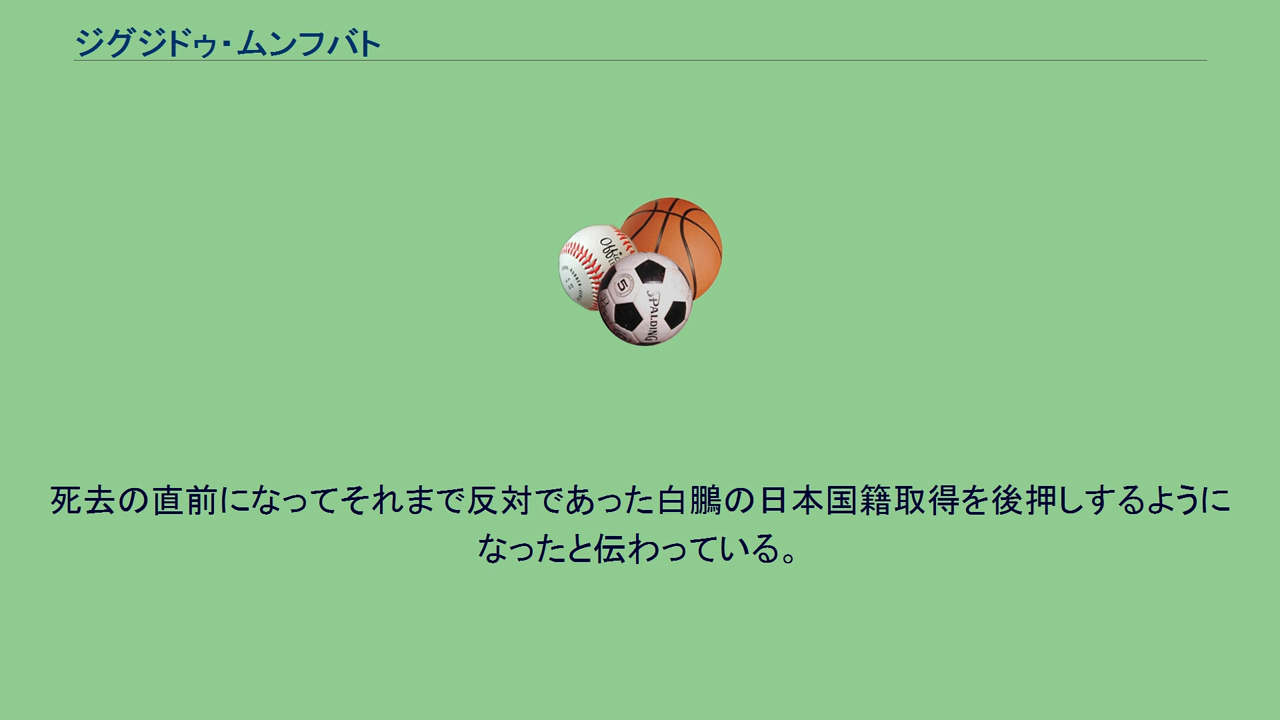 ジグジドゥ・ムンフバト
Offic
5
SPALDING
死去の直前になってそれまで反対であった白鵬の日本国籍取得を後押しするように
なったと伝わっている。